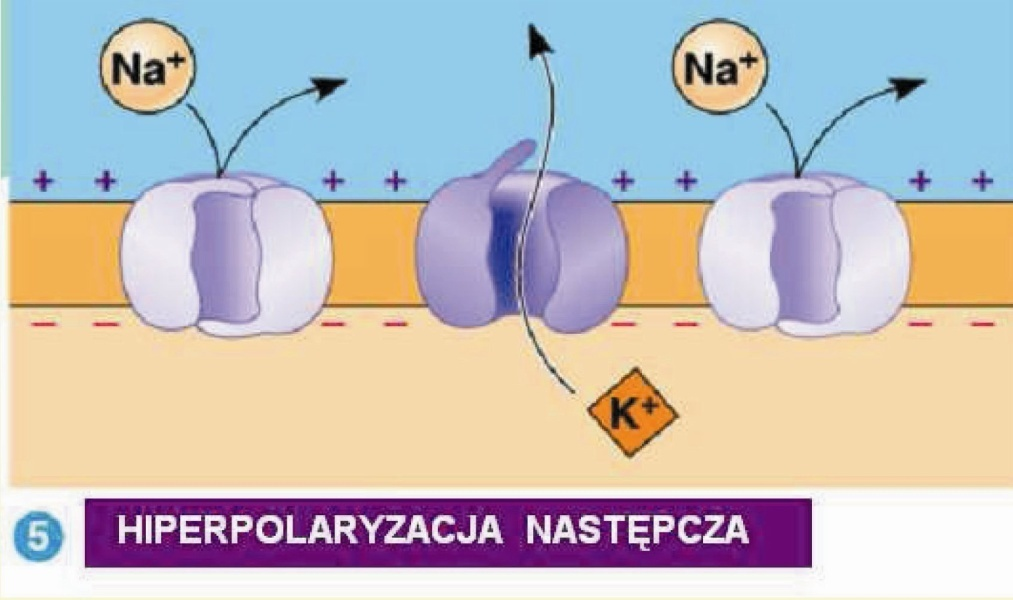 Na⁺ Na⁺
+ + + + + + + +
− − − − − − − −
K⁺
5 HIPERPOLARYZACJA NASTĘPCZA